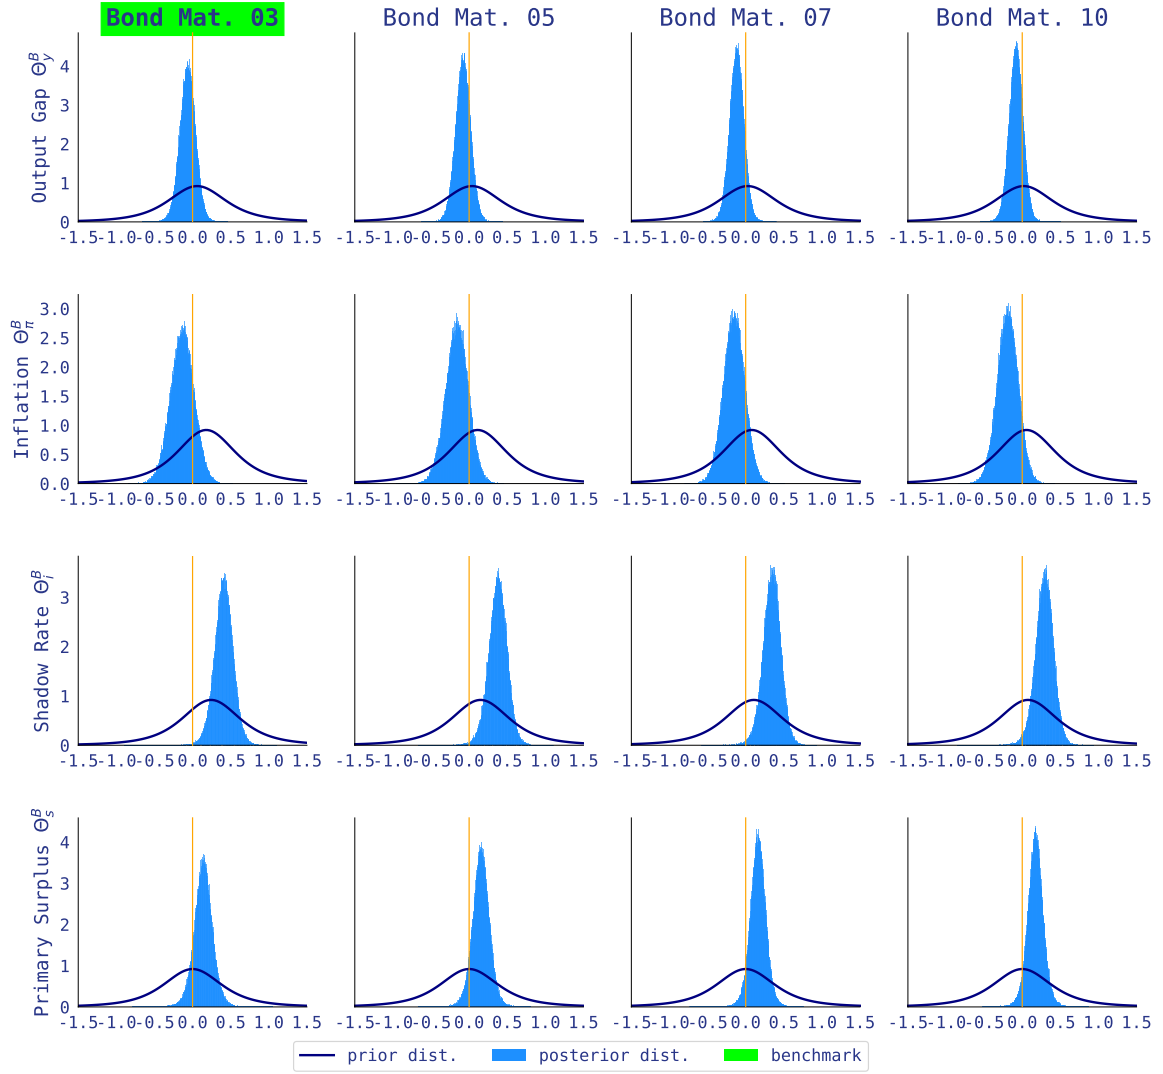 Bond Mat. 03 Bond Mat. 05 Bond Mat. 07 Bond Mat. 10
Output Gap Θ_y^B
4
3
2
1
0
-1.5 -1.0 -0.5 0.0 0.5 1.0 1.5 -1.5 -1.0 -0.5 0.0 0.5 1.0 1.5 -1.5 -1.0 -0.5 0.0 0.5 1.0 1.5 -1.5 -1.0 -0.5 0.0 0.5 1.0 1.5
Inflation Θ_π^B
3.0
2.5
2.0
1.5
1.0
0.5
0.0
-1.5 -1.0 -0.5 0.0 0.5 1.0 1.5 -1.5 -1.0 -0.5 0.0 0.5 1.0 1.5 -1.5 -1.0 -0.5 0.0 0.5 1.0 1.5 -1.5 -1.0 -0.5 0.0 0.5 1.0 1.5
Shadow Rate Θ_i^B
3
2
1
0
-1.5 -1.0 -0.5 0.0 0.5 1.0 1.5 -1.5 -1.0 -0.5 0.0 0.5 1.0 1.5 -1.5 -1.0 -0.5 0.0 0.5 1.0 1.5 -1.5 -1.0 -0.5 0.0 0.5 1.0 1.5
Primary Surplus Θ_s^B
4
3
2
1
0
-1.5 -1.0 -0.5 0.0 0.5 1.0 1.5 -1.5 -1.0 -0.5 0.0 0.5 1.0 1.5 -1.5 -1.0 -0.5 0.0 0.5 1.0 1.5 -1.5 -1.0 -0.5 0.0 0.5 1.0 1.5
prior dist. posterior dist. benchmark